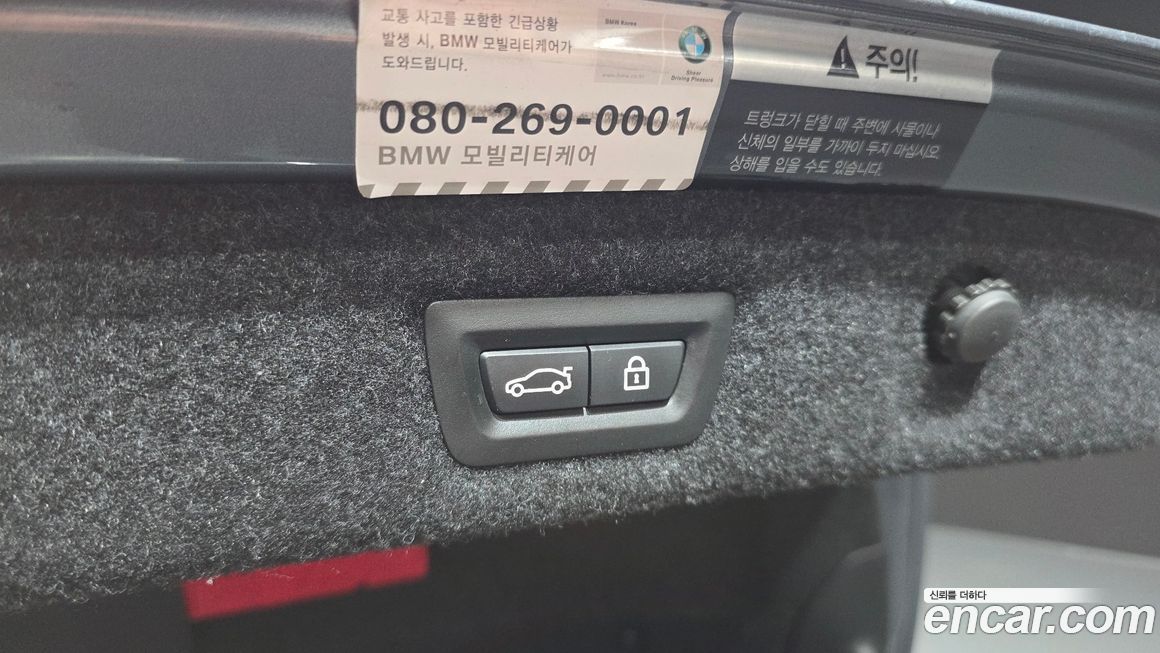 교통 사고를 포함한 긴급상황
발생 시, BMW 모빌리티케어가
도와드립니다.
080-269-0001
BMW 모빌리티케어
BMW Korea
Sheer
Driving Pleasure
주의!
트렁크가 닫힐 때 주변에 사물이나
신체의 일부를 가까이 두지 마십시오.
상해를 입을 수도 있습니다.
신뢰를 더하다
encar.com